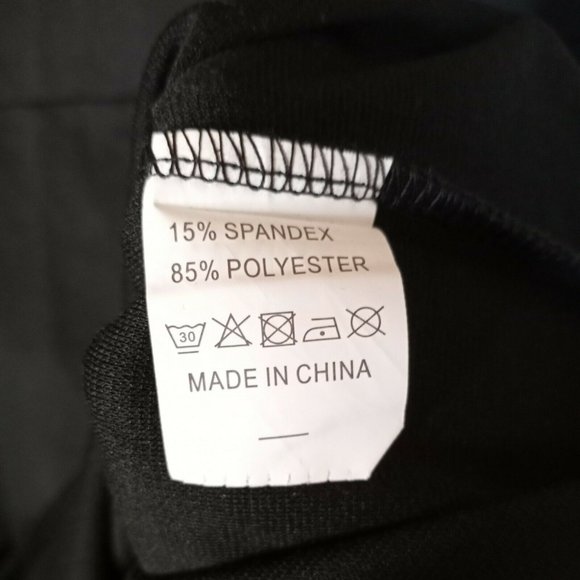 15% SPANDEX
85% POLYESTER
30
MADE IN CHINA